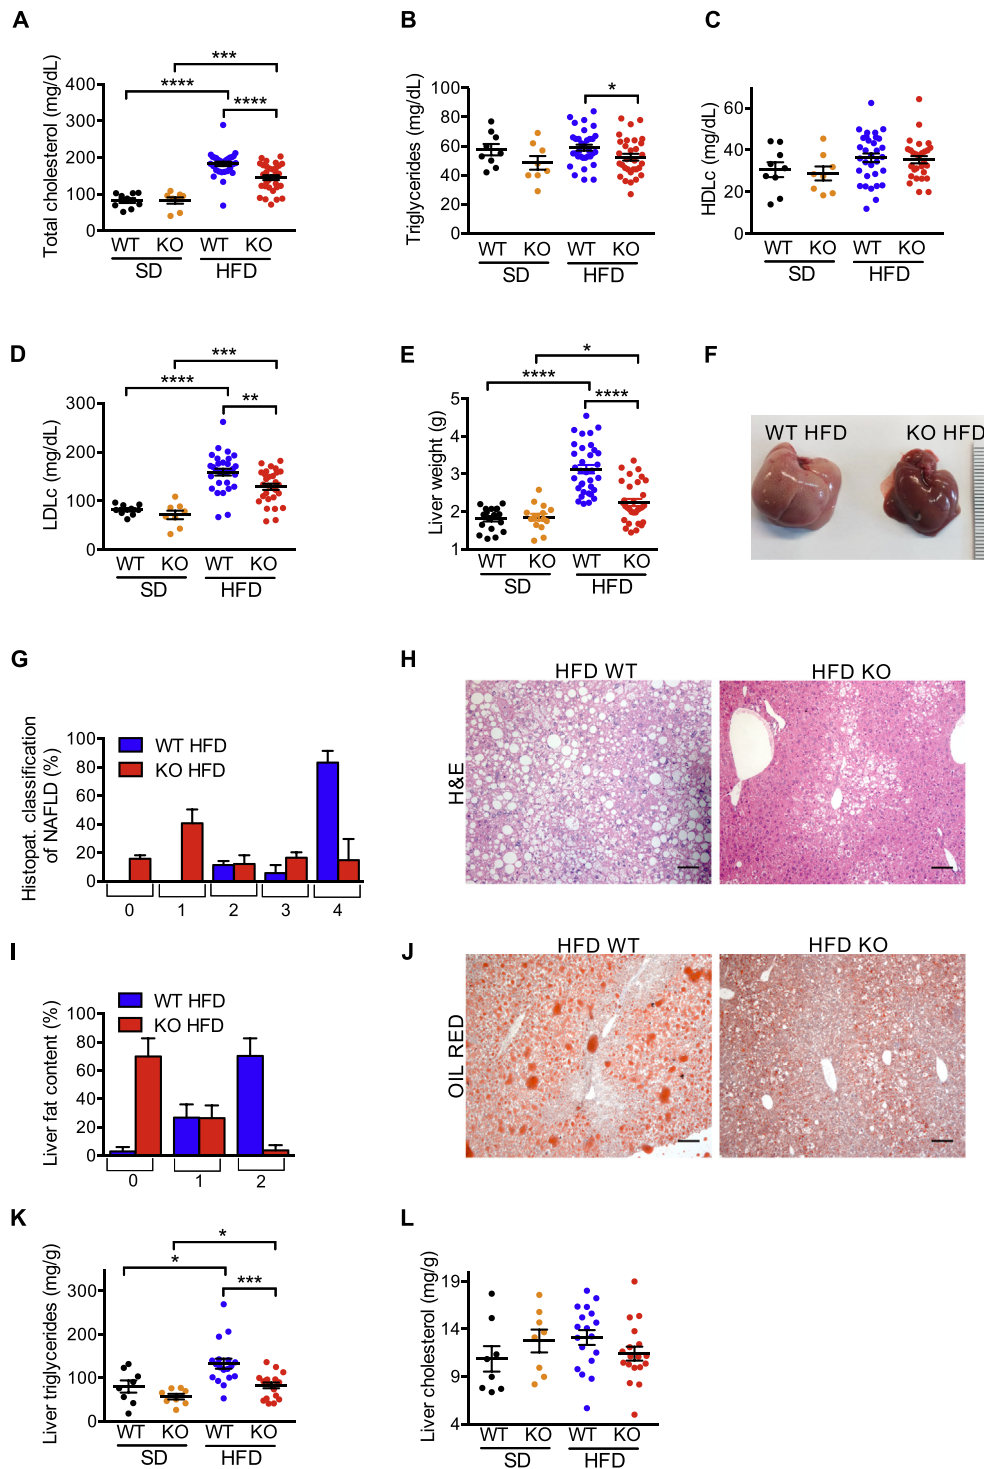 A
Total cholesterol (mg/dL)
400
300
200
100
0
***
****
****
WT KO WT KO
SD HFD
B
Triglycerides (mg/dL)
100
80
60
40
20
0
*
WT KO WT KO
SD HFD
C
HDLc (mg/dL)
60
40
20
0
WT KO WT KO
SD HFD
D
LDLc (mg/dL)
300
200
100
0
***
****
**
WT KO WT KO
SD HFD
E
Liver weight (g)
5
4
3
2
1
*
****
****
WT KO WT KO
SD HFD
F
WT HFD KO HFD
G
Histopat. classification
of NAFLD (%)
100
80
60
40
20
0
WT HFD
KO HFD
0 1 2 3 4
H
HFD WT HFD KO
H&E
I
Liver fat content (%)
100
80
60
40
20
0
WT HFD
KO HFD
0 1 2
J
HFD WT HFD KO
OIL RED
K
Liver triglycerides (mg/g)
300
200
100
0
*
*
***
WT KO WT KO
SD HFD
L
Liver cholesterol (mg/g)
19
14
9
4
WT KO WT KO
SD HFD